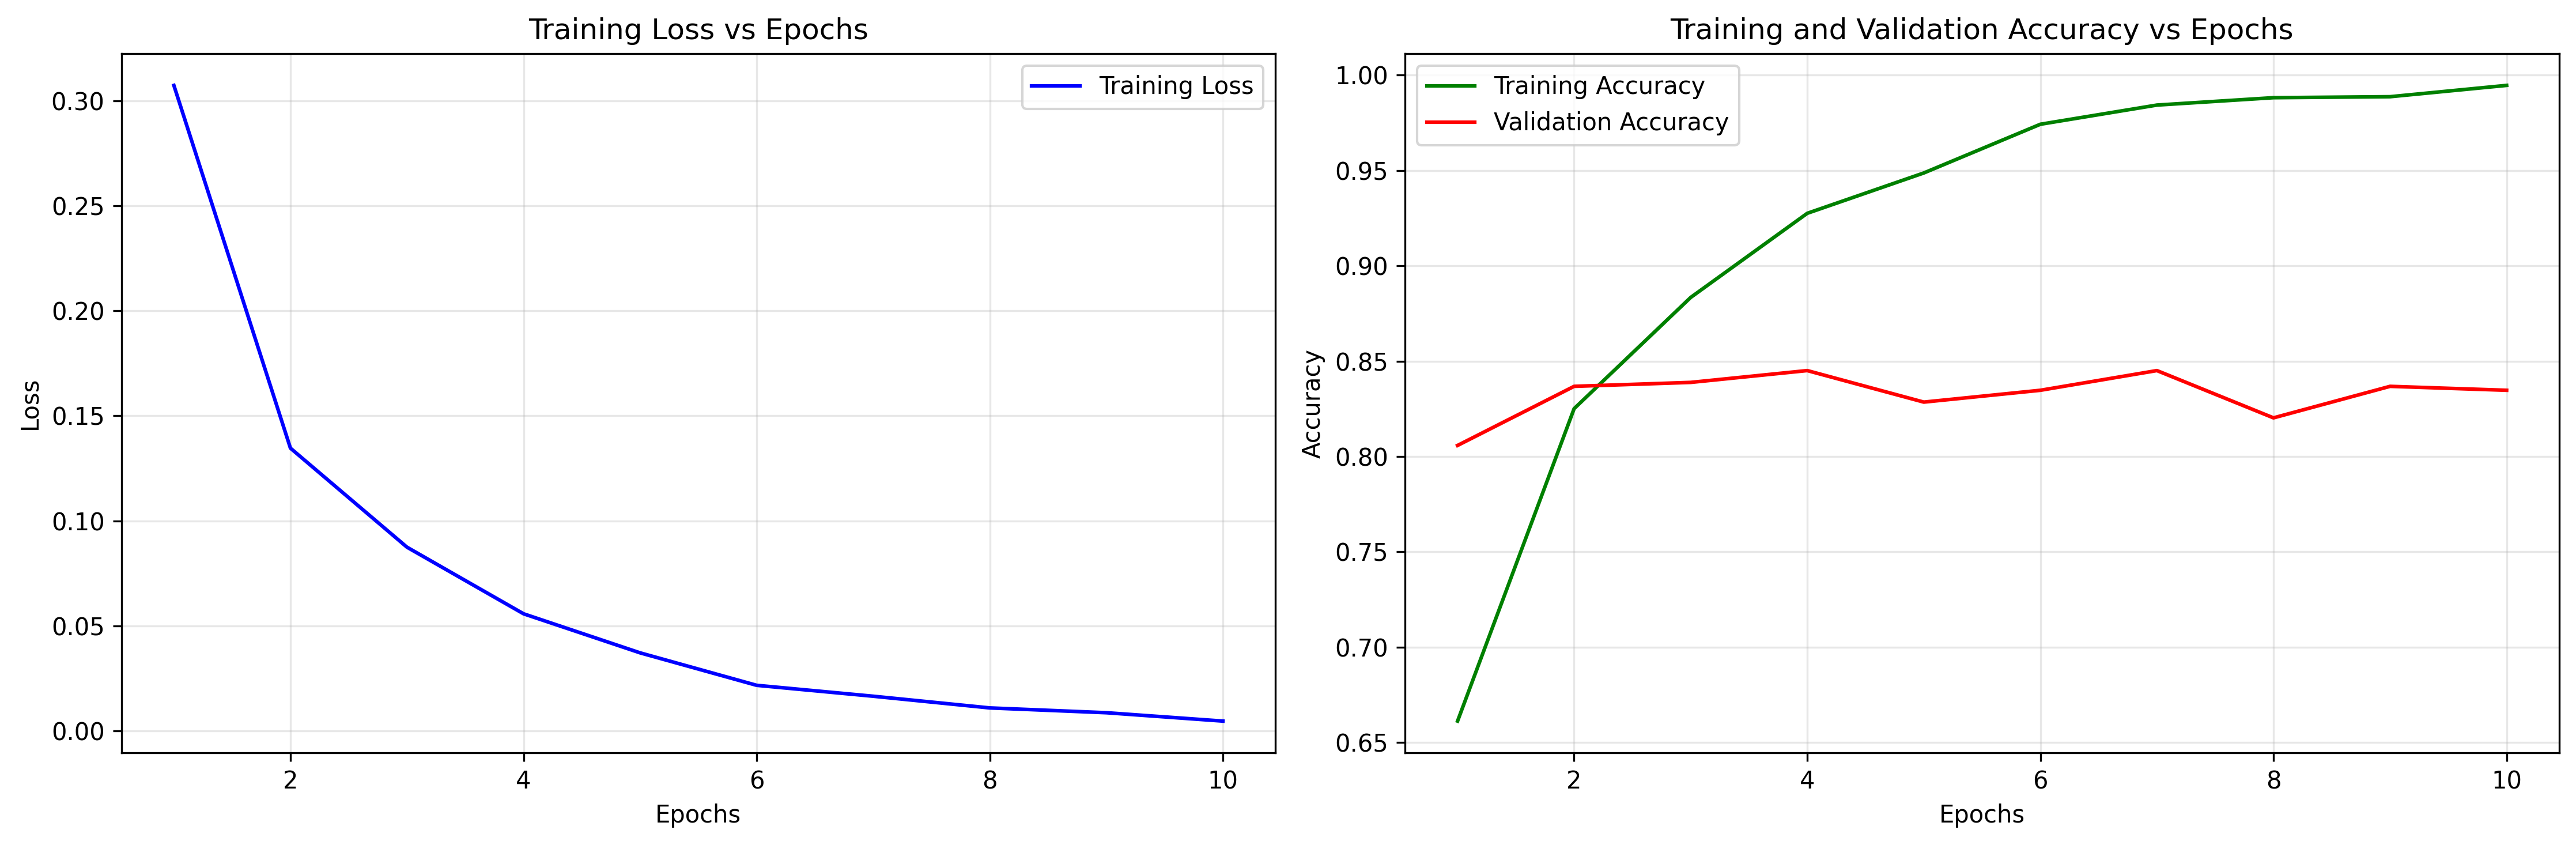 Training Loss vs Epochs
Training Loss
0.30
0.25
0.20
0.15
0.10
0.05
0.00
Loss
2 4 6 8 10
Epochs
Training and Validation Accuracy vs Epochs
Training Accuracy
Validation Accuracy
1.00
0.95
0.90
0.85
0.80
0.75
0.70
0.65
Accuracy
2 4 6 8 10
Epochs